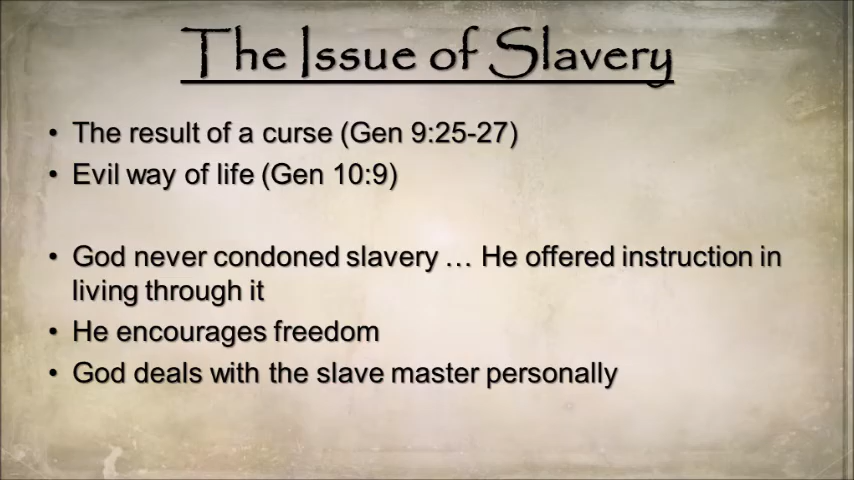 The Issue of Slavery
• The result of a curse (Gen 9:25-27)
• Evil way of life (Gen 10:9)
• God never condoned slavery … He offered instruction in
living through it
• He encourages freedom
• God deals with the slave master personally